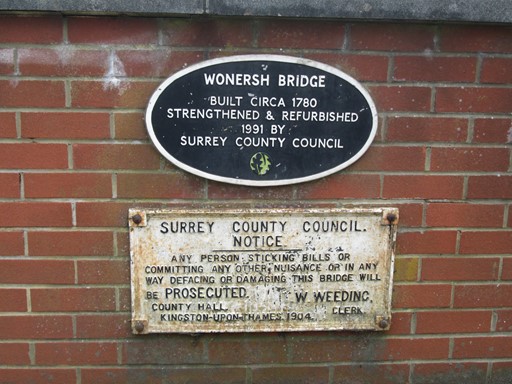 WONERSH BRIDGE
BUILT CIRCA 1780
STRENGTHENED & REFURBISHED
1991 BY
SURREY COUNTY COUNCIL
SURREY COUNTY COUNCIL.
NOTICE.
ANY PERSON STICKING BILLS OR
COMMITTING ANY OTHER NUISANCE OR IN ANY
WAY DEFACING OR DAMAGING THIS BRIDGE WILL
BE PROSECUTED. W. WEEDING,
COUNTY HALL, CLERK.
KINGSTON-UPON-THAMES. 1904.